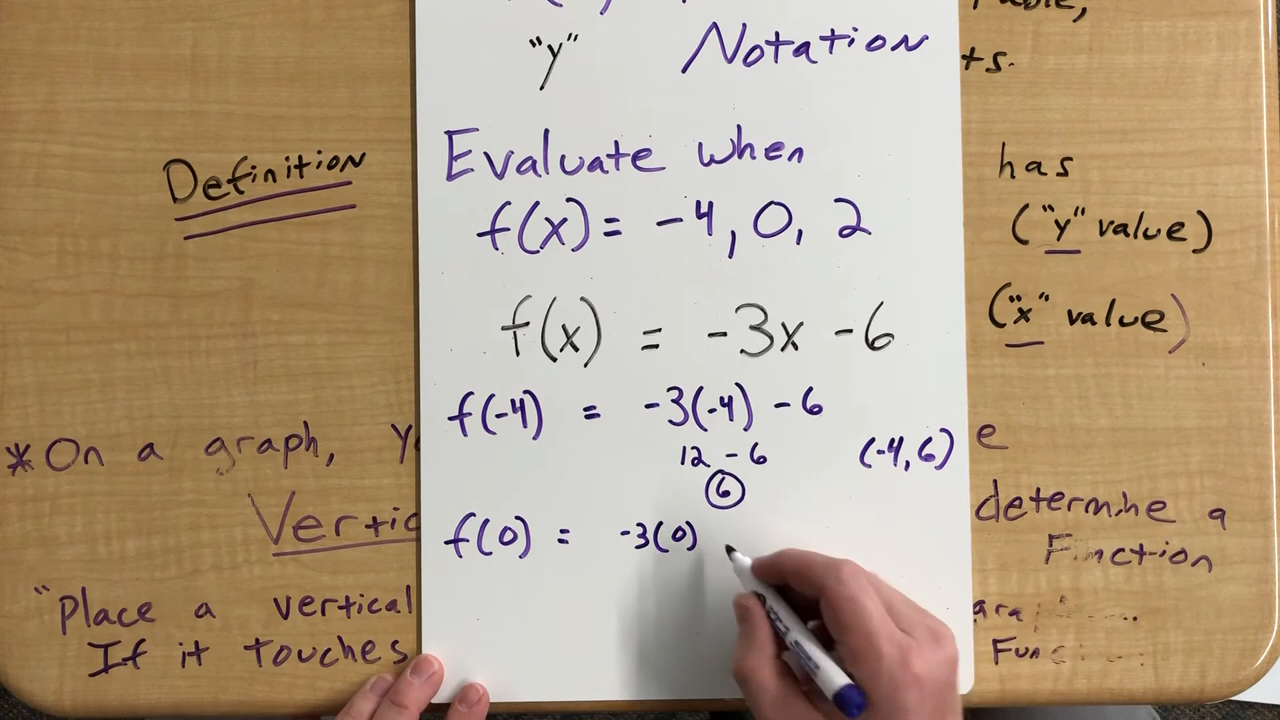 "y" Notation
Evaluate when
f(x) = -4, 0, 2
f(x) = -3x - 6
f(-4) = -3(-4) - 6
12 - 6
6
(-4, 6)
f(0) = -3(0)
Definition
*On a graph,
"Place a vertical
If it touches
ts.
has
("y" value)
("x" value)
e
determine a
Function